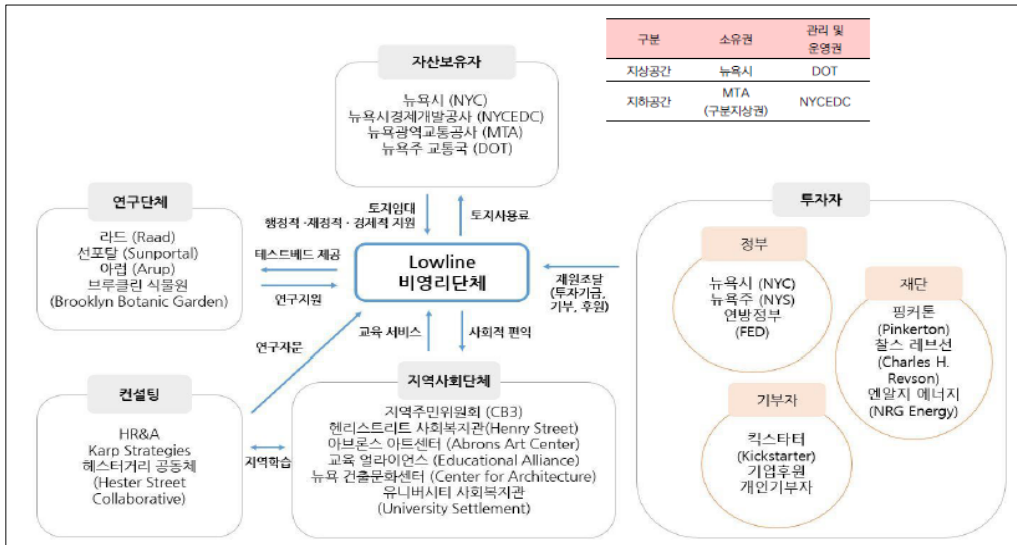 구분 소유권 관리 및
운영권
지상공간 뉴욕시 DOT
지하공간 MTA
(구분지상권) NYCEDC
자산보유자
뉴욕시 (NYC)
뉴욕시경제개발공사 (NYCEDC)
뉴욕광역교통공사 (MTA)
뉴욕주 교통국 (DOT)
연구단체
라드 (Raad)
선포탈 (Sunportal)
아럽 (Arup)
브루클린 식물원
(Brooklyn Botanic Garden)
토지임대
행정적·재정적·경제적 지원
토지사용료
테스트베드 제공
연구지원
Lowline
비영리단체
재원조달
(투자기금,
기부, 후원)
연구자문
교육 서비스
사회적 편익
컨설팅
HR&A
Karp Strategies
헤스터거리 공동체
(Hester Street
Collaborative)
지역학습
지역사회단체
지역주민위원회 (CB3)
헨리스트리트 사회복지관(Henry Street)
아브론스 아트센터 (Abrons Art Center)
교육 얼라이언스 (Educational Alliance)
뉴욕 건출문화센터 (Center for Architecture)
유니버시티 사회복지관
(University Settlement)
투자자
정부
뉴욕시 (NYC)
뉴욕주 (NYS)
연방정부
(FED)
재단
핑커톤
(Pinkerton)
찰스 레브선
(Charles H.
Revson)
엔알지 에너지
(NRG Energy)
기부자
킥스타터
(Kickstarter)
기업후원
개인기부자